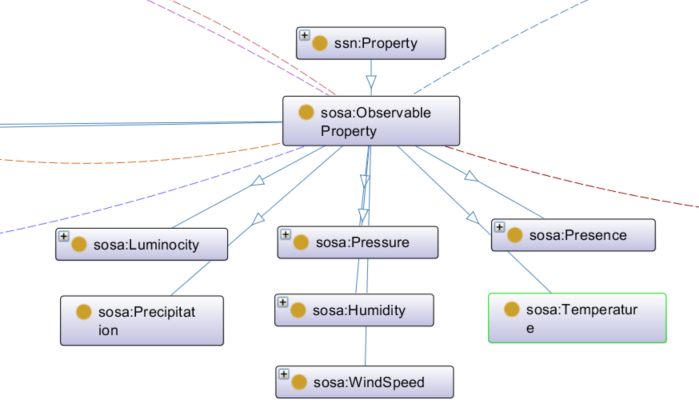 ssn:Property
sosa:Observable
Property
sosa:Luminocity
sosa:Pressure
sosa:Presence
sosa:Precipitat
ion
sosa:Humidity
sosa:Temperatur
e
sosa:WindSpeed